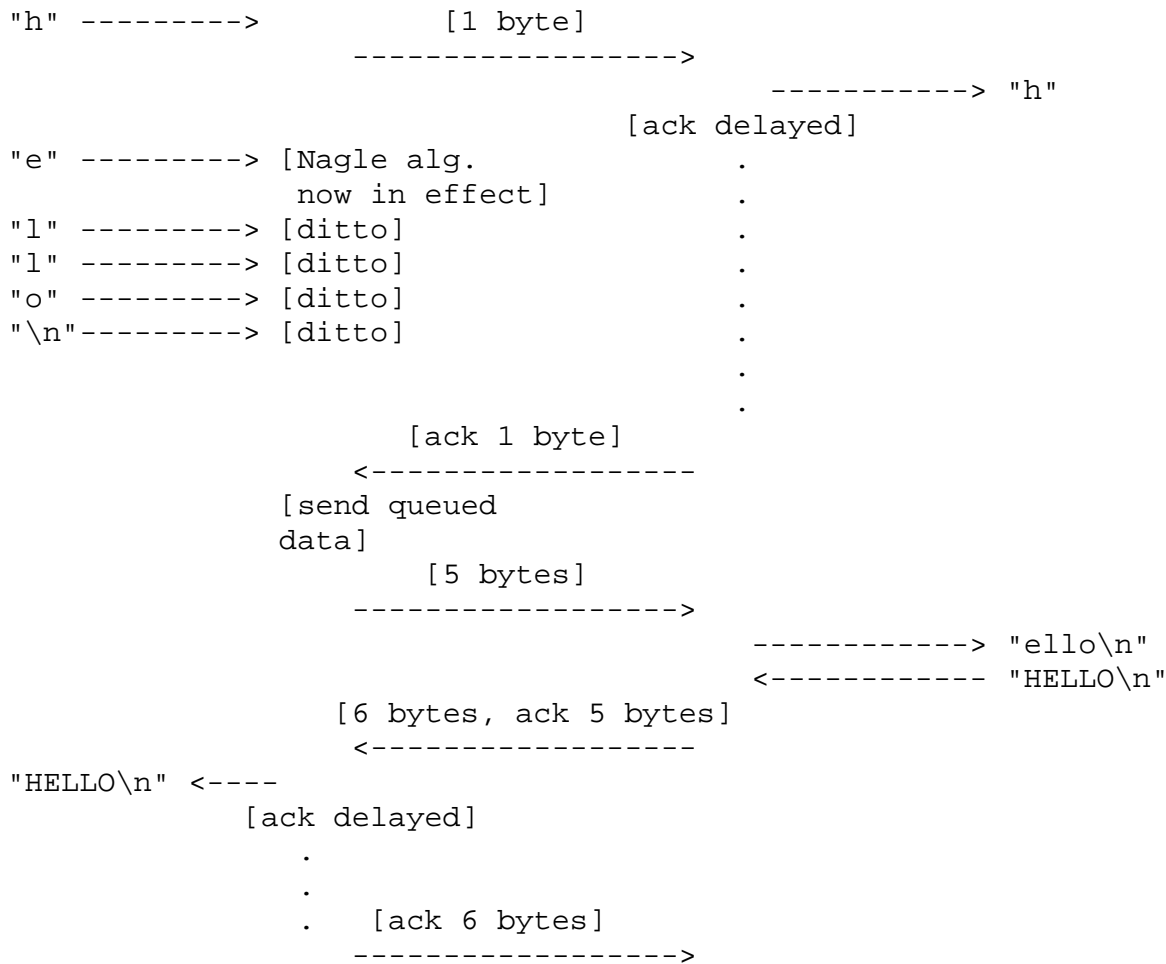 "h" ---------> [1 byte]
------------------>
-----------> "h"
[ack delayed]
"e" ---------> [Nagle alg. .
now in effect] .
"l" ---------> [ditto] .
"l" ---------> [ditto] .
"o" ---------> [ditto] .
"\n"---------> [ditto] .
.
.
[ack 1 byte]
<------------------
[send queued
data]
[5 bytes]
------------------>
------------> "ello\n"
<------------ "HELLO\n"
[6 bytes, ack 5 bytes]
<------------------
"HELLO\n" <----
[ack delayed]
.
.
. [ack 6 bytes]
------------------>